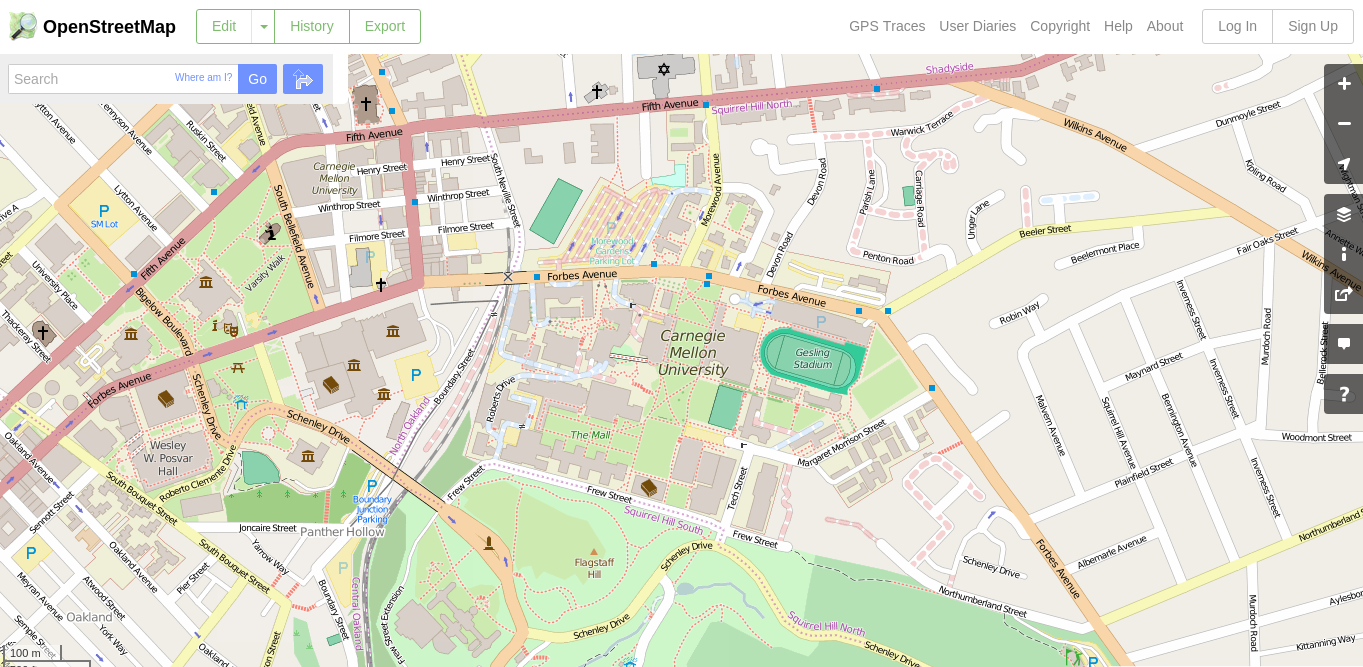 OpenStreetMap
Edit
History
Export
GPS Traces
User Diaries
Copyright
Help
About
Log In
Sign Up
Search
Where am I?
Go
Shadyside
Fifth Avenue
Squirrel Hill North
Fifth Avenue
Wilkins Avenue
Dunmoyle Street
Warwick Terrace
Lytton Avenue
Ruskin Street
Carnegie
Mellon
University
Henry Street
Henry Street
South Neville Street
Morewood Avenue
Devon Road
Parish Lane
Carriage Road
Kipling Road
Lytton Avenue
Winthrop Street
Winthrop Street
South Bellefield Avenue
P
SM Lot
Filmore Street
Filmore Street
P
P
Morewood
Gardens
Parking Lot
Unger Lane
Beeler Street
Fair Oaks Street
Beelermont Place
Wilkins Avenue
Penton Road
Devon Road
Fifth Avenue
Varsity Walk
University Place
Bigelow Boulevard
Thackeray Street
Forbes Avenue
Forbes Avenue
Robin Way
Inverness Street
Murdoch Road
P
Carnegie
Mellon
University
Gesling
Stadium
P
Boundary Street
Roberts Drive
North Oakland
Forbes Avenue
Schenley Drive
Schenley Drive
Maynard Street
Inverness Street
Bellerock Street
Malvern Avenue
Squirrel Hill Avenue
Bennington Avenue
Oakland Avenue
Wesley
W. Posvar
Hall
Roberto Clemente Drive
The Mall
Margaret Morrison Street
Woodmont Street
South Bouquet Street
Plainfield Street
Inverness Street
Frew Street
Frew Street
Tech Street
P
Boundary
Junction
Parking
Squirrel Hill South
Sennott Street
Joncaire Street
Panther Hollow
Frew Street
Northumberland Street
P
Oakland Avenue
South Bouquet Street
Yarrow Way
Schenley Drive
Flagstaff
Hill
Albemarle Avenue
Forbes Avenue
P
Pier Street
Meyran Avenue
Atwood Street
Schenley Drive
Boundary Street
Central Oakland
Frew Street Extension
Northumberland Street
Murdoch Road
Oakland
York Way
Semple Street
Schenley Drive
Squirrel Hill North
Schenley Drive
Kittanning Way
100 m
P